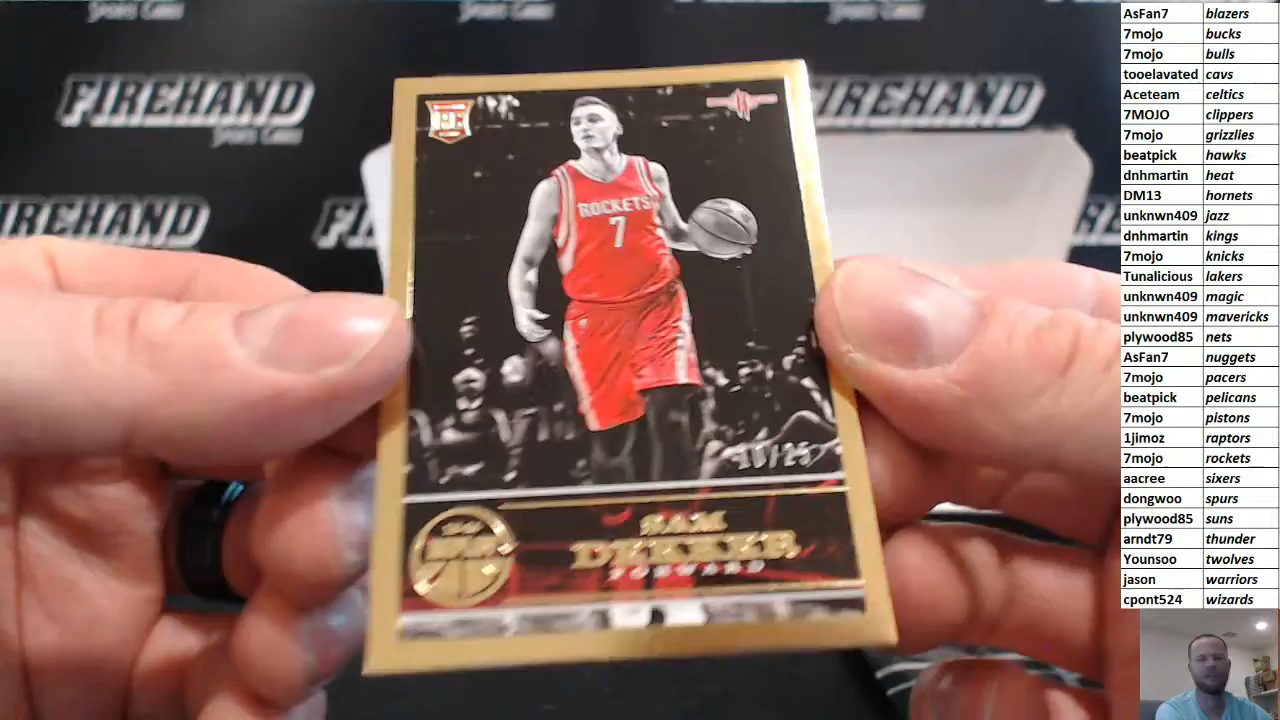 FIREHAND
SPORTS CARDS
FIREHAND
FIREHAND
ROCKETS
7
/25
SAM
DEKKER
FORWARD
AsFan7 blazers
7mojo bucks
7mojo bulls
tooelavated cavs
Aceteam celtics
7MOJO clippers
7mojo grizzlies
beatpick hawks
dnhmartin heat
DM13 hornets
unknwn409 jazz
dnhmartin kings
7mojo knicks
Tunalicious lakers
unknwn409 magic
unknwn409 mavericks
plywood85 nets
AsFan7 nuggets
7mojo pacers
beatpick pelicans
7mojo pistons
1jimoz raptors
7mojo rockets
aacree sixers
dongwoo spurs
plywood85 suns
arndt79 thunder
Younsoo twolves
jason warriors
cpont524 wizards